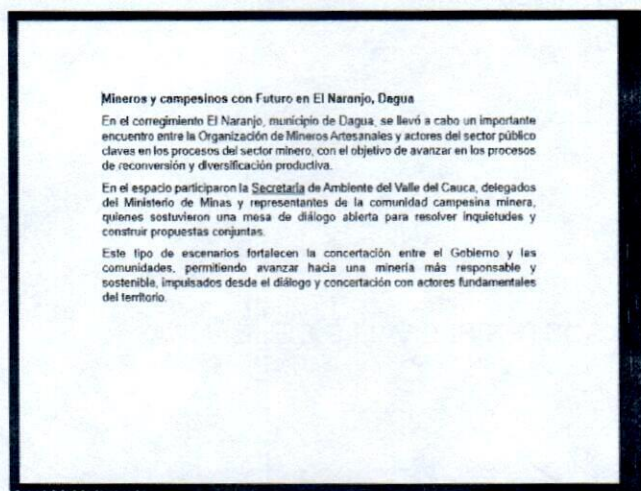 Mineros y campesinos con Futuro en El Naranjo, Dagua
En el corregimiento El Naranjo, municipio de Dagua, se llevó a cabo un importante
encuentro entre la Organización de Mineros Artesanales y actores del sector público
claves en los procesos del sector minero, con el objetivo de avanzar en los procesos
de reconversión y diversificación productiva.
En el espacio participaron la Secretaría de Ambiente del Valle del Cauca, delegados
del Ministerio de Minas y representantes de la comunidad campesina minera,
quienes sostuvieron una mesa de diálogo abierta para resolver inquietudes y
construir propuestas conjuntas.
Este tipo de escenarios fortalecen la concertación entre el Gobierno y las
comunidades, permitiendo avanzar hacia una minería más responsable y
sostenible, impulsados desde el diálogo y concertación con actores fundamentales
del territorio.